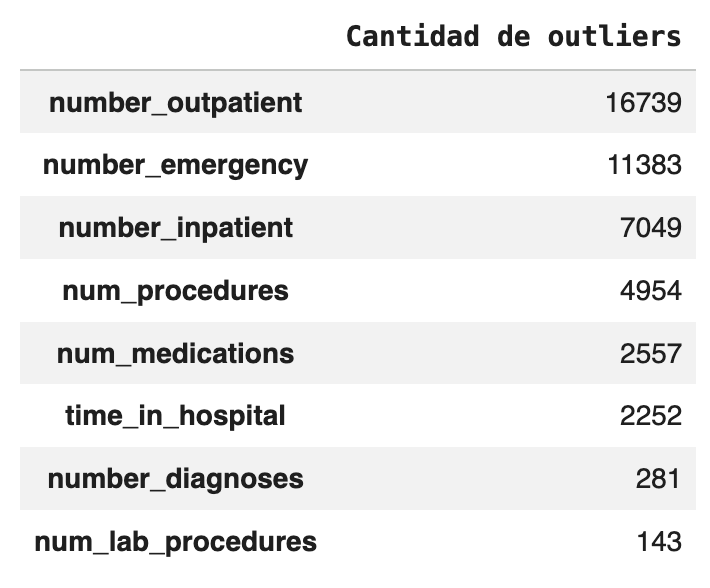 Cantidad de outliers
number_outpatient 16739
number_emergency 11383
number_inpatient 7049
num_procedures 4954
num_medications 2557
time_in_hospital 2252
number_diagnoses 281
num_lab_procedures 143